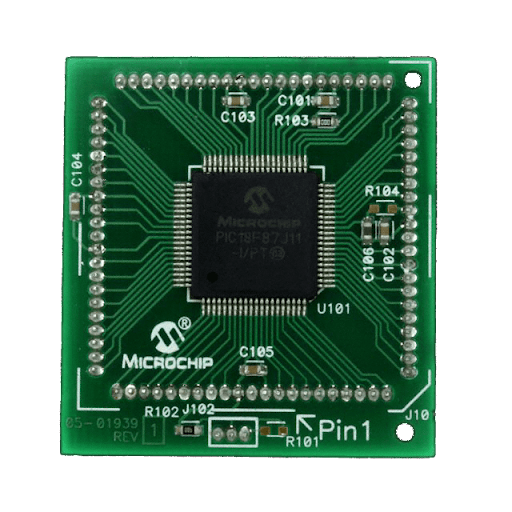 C101
C103
R103
C104
R104
MICROCHIP
PIC18F87J11
-I/PT
C106
C102
U101
®
MICROCHIP
C105
R102
J102
05-01939
REV
1
Pin1
R101
J10